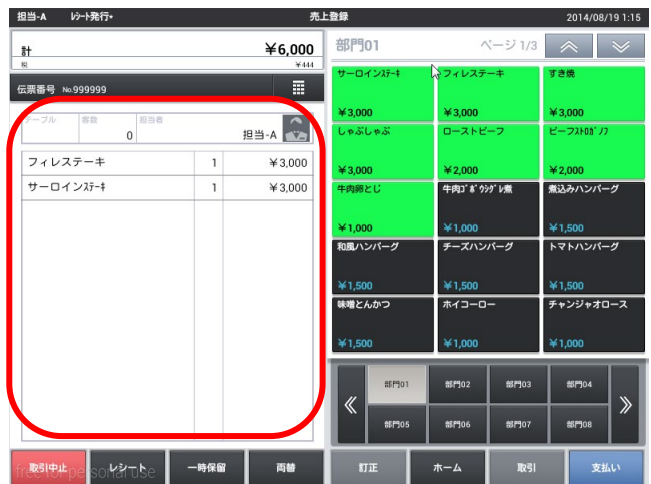 担当-A ﾚｼｰﾄ発行▾ 売上登録 2014/08/19 1:15
計 ¥6,000
税 ¥444
伝票番号 No.999999
テーブル 客数 0 担当者 担当-A
フィレステーキ 1 ¥3,000
サーロインｽﾃｰｷ 1 ¥3,000
取引中止 レシート 一時保留 両替
free for personal use
部門01 ページ 1/3
サーロインｽﾃｰｷ フィレステーキ すき焼
¥3,000 ¥3,000 ¥3,000
しゃぶしゃぶ ローストビーフ ビーフｽﾄﾛｶﾞﾉﾌ
¥3,000 ¥2,000 ¥2,000
牛肉卵とじ 牛肉ｺﾞﾎﾞｳｼｸﾞﾚ煮 煮込みハンバーグ
¥1,000 ¥1,000 ¥1,500
和風ハンバーグ チーズハンバーグ トマトハンバーグ
¥1,500 ¥1,500 ¥1,500
味噌とんかつ ホイコーロー チャンジャオロース
¥1,500 ¥1,000 ¥1,000
部門01 部門02 部門03 部門04
部門05 部門06 部門07 部門08
訂正 ホーム 取引 支払い